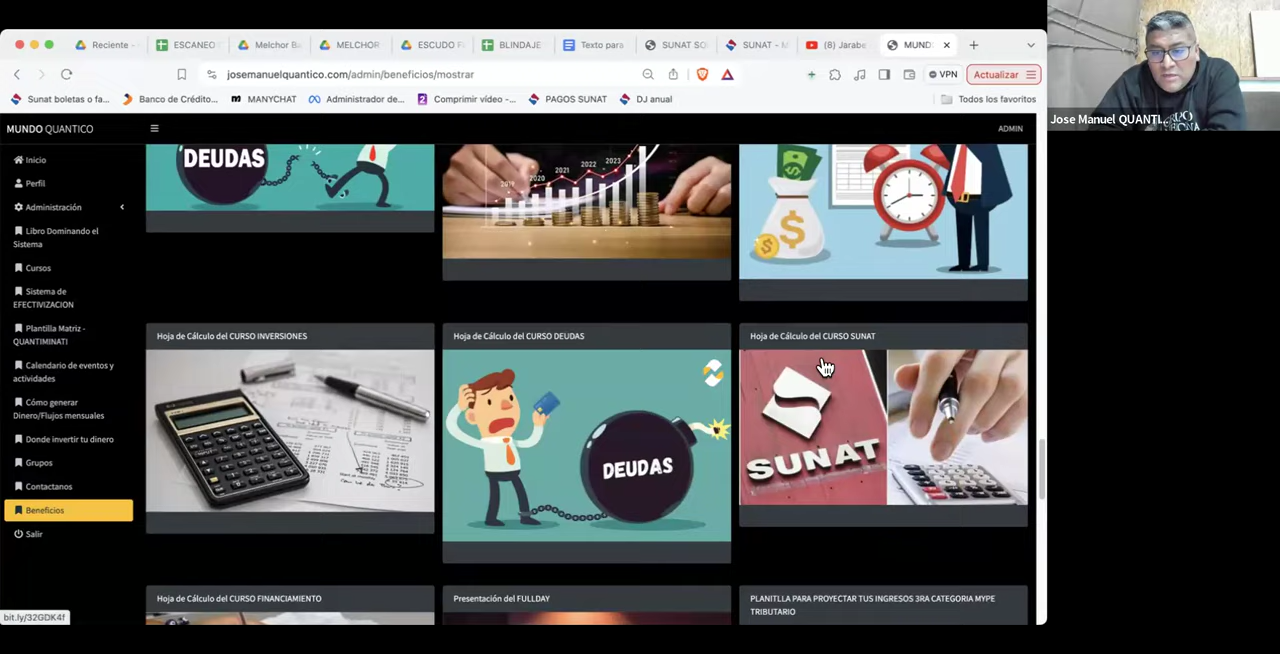 Reciente -
ESCANEO
Melchor Ba
MELCHOR
ESCUDO F
BLINDAJE
Texto para
SUNAT SO
SUNAT - M
(8) Jarabe
MUND
josemanuelquantico.com/admin/beneficios/mostrar
VPN
Actualizar
Sunat boletas o fa...
Banco de Crédito...
MANYCHAT
Administrador de...
Comprimir vídeo -...
PAGOS SUNAT
DJ anual
Todos los favoritos
MUNDO QUANTICO
ADMIN
Inicio
Perfil
Administración
Libro Dominando el
Sistema
Cursos
Sistema de
EFECTIVIZACION
Plantilla Matriz -
QUANTIMINATI
Calendario de eventos y
actividades
Cómo generar
Dinero/Flujos mensuales
Donde invertir tu dinero
Grupos
Contactanos
Beneficios
Salir
bit.ly/32GDK4f
DEUDAS
2019
2020
2021
2022
2023
Hoja de Cálculo del CURSO INVERSIONES
Hoja de Cálculo del CURSO DEUDAS
DEUDAS
Hoja de Cálculo del CURSO SUNAT
SUNAT
Hoja de Cálculo del CURSO FINANCIAMIENTO
Presentación del FULLDAY
PLANITLLA PARA PROYECTAR TUS INGRESOS 3RA CATEGORIA MYPE
TRIBUTARIO
Jose Manuel QUANTI...